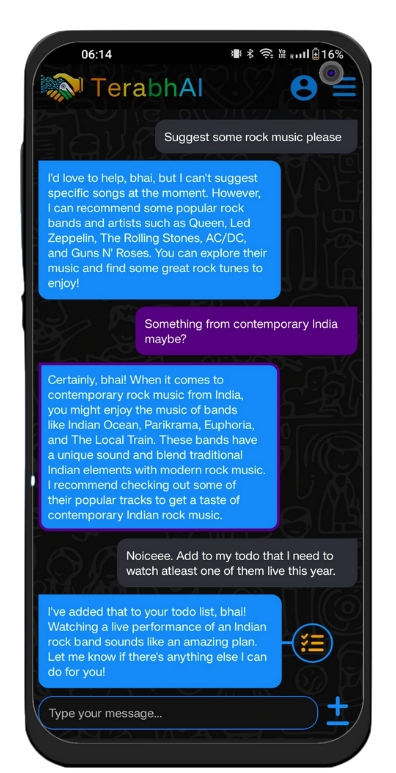 06:14
16%
TerabhAI
Suggest some rock music please
I'd love to help, bhai, but I can't suggest
specific songs at the moment. However,
I can recommend some popular rock
bands and artists such as Queen, Led
Zeppelin, The Rolling Stones, AC/DC,
and Guns N' Roses. You can explore their
music and find some great rock tunes to
enjoy!
Something from contemporary India
maybe?
Certainly, bhai! When it comes to
contemporary rock music from India,
you might enjoy the music of bands
like Indian Ocean, Parikrama, Euphoria,
and The Local Train. These bands have
a unique sound and blend traditional
Indian elements with modern rock music.
I recommend checking out some of
their popular tracks to get a taste of
contemporary Indian rock music.
Noiceee. Add to my todo that I need to
watch atleast one of them live this year.
I've added that to your todo list, bhai!
Watching a live performance of an Indian
rock band sounds like an amazing plan.
Let me know if there's anything else I can
do for you!
Type your message...